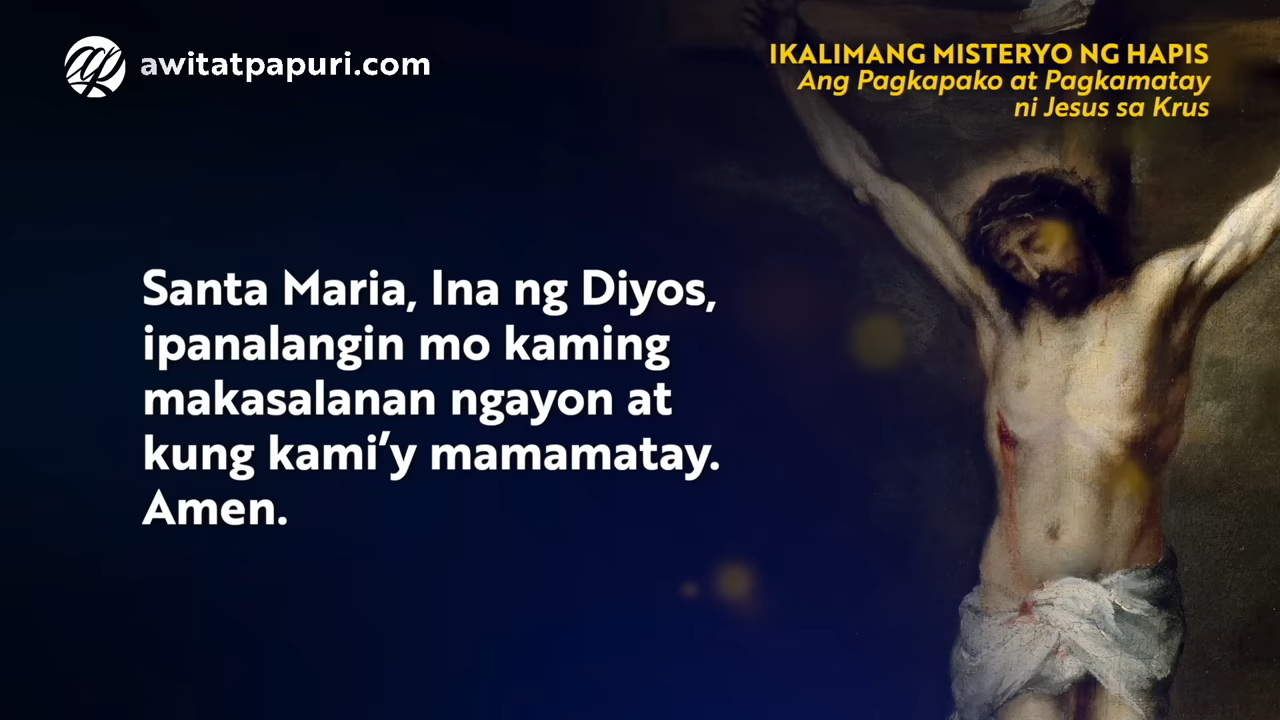 awitatpapuri.com
IKALIMANG MISTERYO NG HAPIS
Ang Pagkapako at Pagkamatay
ni Jesus sa Krus
Santa Maria, Ina ng Diyos,
ipanalangin mo kaming
makasalanan ngayon at
kung kami’y mamamatay.
Amen.